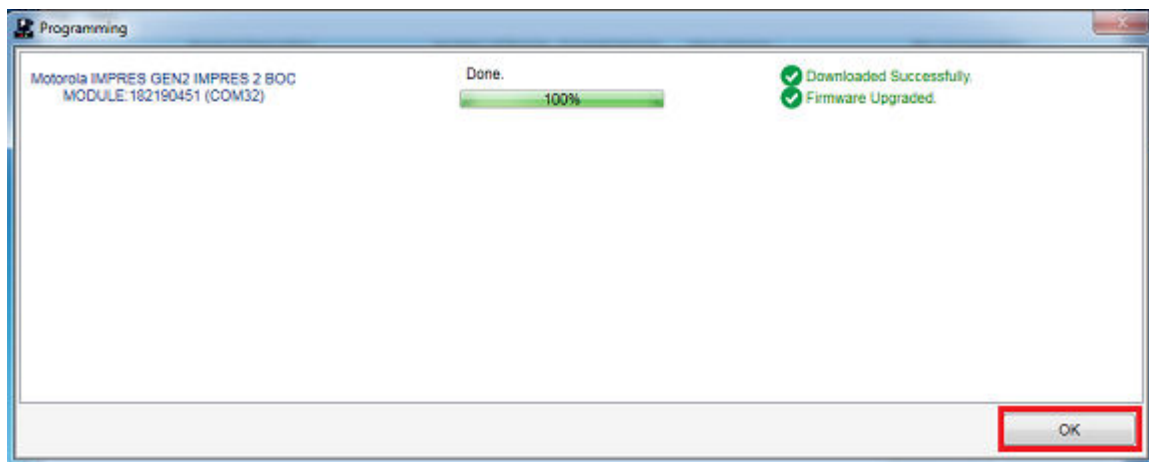 Programming
Motorola IMPRES GEN2 IMPRES 2 BOC
MODULE:182190451 (COM32)
Done.
100%
Downloaded Successfully.
Firmware Upgraded.
OK